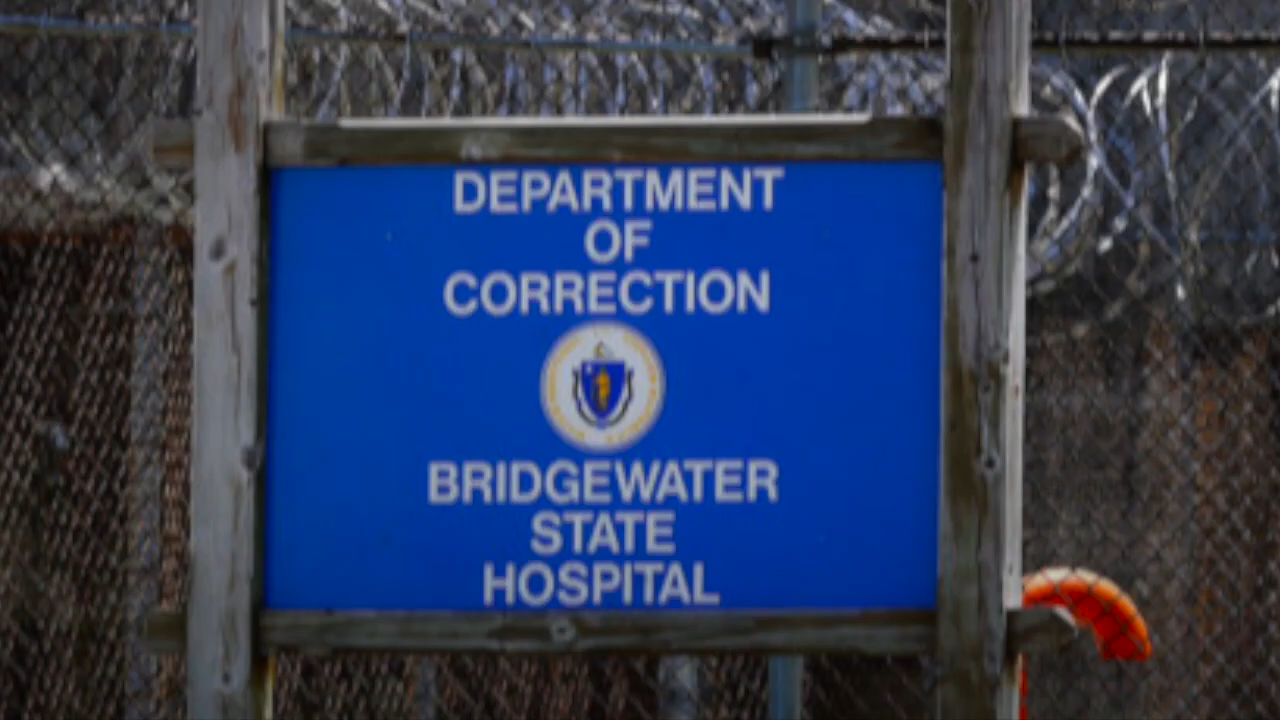 DEPARTMENT
OF
CORRECTION
BRIDGEWATER
STATE
HOSPITAL